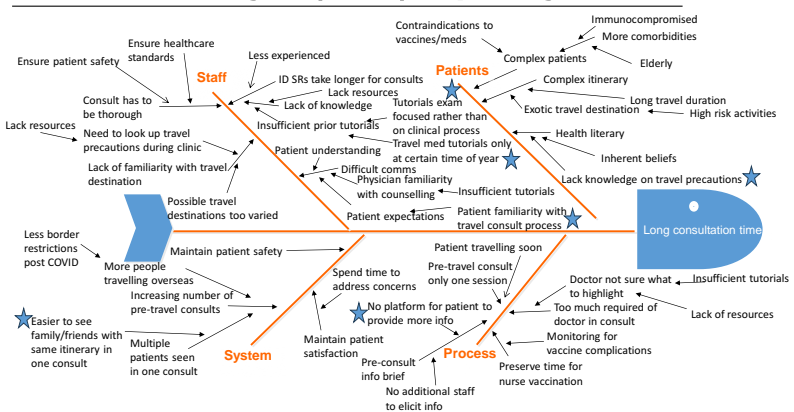 Contraindications to
vaccines/meds
Immunocompromised
More comorbidities
Complex patients
Elderly
Ensure healthcare
standards
Ensure patient safety
Less experienced
Staff
ID SRs take longer for consults
Lack resources
Lack of knowledge
Consult has to
be thorough
Insufficient prior tutorials
Patients
Complex itinerary
Long travel duration
Exotic travel destination
High risk activities
Tutorials exam
focused rather than
on clinical process
Travel med tutorials only
at certain time of year
Health literary
Inherent beliefs
Lack knowledge on travel precautions
Lack resources
Need to look up travel
precautions during clinic
Lack of familiarity with travel
destination
Possible travel
destinations too varied
Patient understanding
Difficult comms
Physician familiarity
with counselling
Insufficient tutorials
Patient expectations
Patient familiarity with
travel consult process
Long consultation time
Less border
restrictions
post COVID
Maintain patient safety
More people
travelling overseas
Increasing number of
pre-travel consults
Easier to see
family/friends with
same itinerary in
one consult
Multiple
patients seen
in one consult
System
Spend time to
address concerns
Maintain patient
satisfaction
Patient travelling soon
Pre-travel consult
only one session
No platform for patient to
provide more info
Pre-consult
info brief
No additional staff
to elicit info
Process
Doctor not sure what
to highlight
Insufficient tutorials
Lack of resources
Too much required of
doctor in consult
Monitoring for
vaccine complications
Preserve time for
nurse vaccination